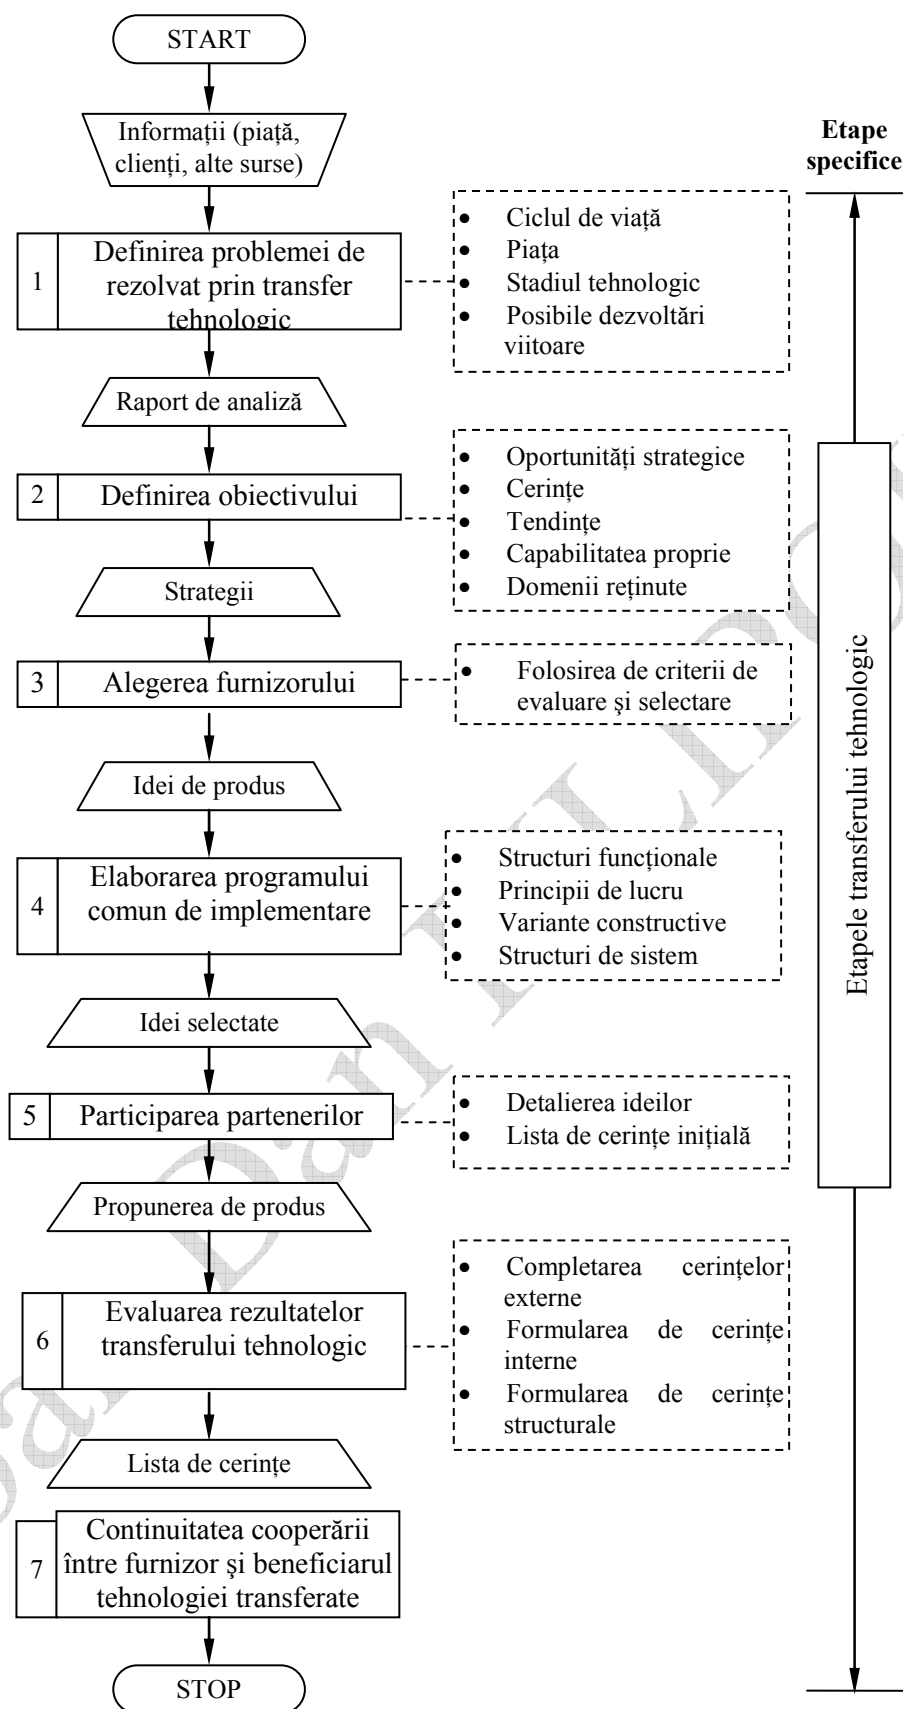 START
Informații (piață,
clienți, alte surse)
Etape
specifice
1
Definirea problemei de
rezolvat prin transfer
tehnologic
• Ciclul de viață
• Piața
• Stadiul tehnologic
• Posibile dezvoltări
viitoare
Raport de analiză
2
Definirea obiectivului
• Oportunități strategice
• Cerințe
• Tendințe
• Capabilitatea proprie
• Domenii reținute
Strategii
3
Alegerea furnizorului
• Folosirea de criterii de
evaluare şi selectare
Idei de produs
4
Elaborarea programului
comun de implementare
• Structuri funcționale
• Principii de lucru
• Variante constructive
• Structuri de sistem
Idei selectate
5
Participarea partenerilor
• Detalierea ideilor
• Lista de cerințe inițială
Propunerea de produs
6
Evaluarea rezultatelor
transferului tehnologic
• Completarea cerințelor
externe
• Formularea de cerințe
interne
• Formularea de cerințe
structurale
Lista de cerințe
7
Continuitatea cooperării
între furnizor şi beneficiarul
tehnologiei transferate
STOP
Etapele transferului tehnologic
Dan